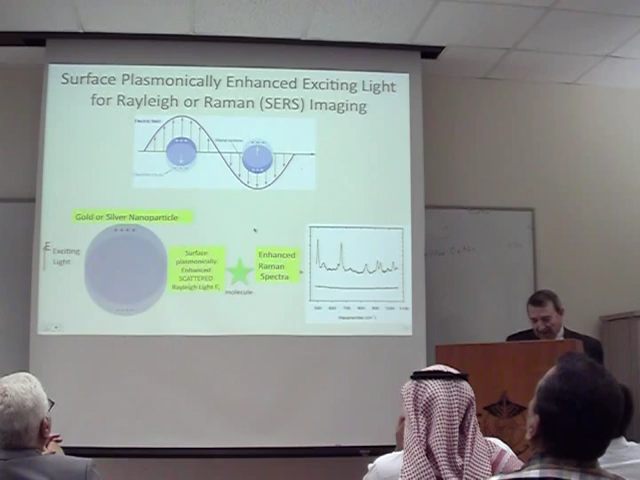 Surface Plasmonically Enhanced Exciting Light
for Rayleigh or Raman (SERS) Imaging
Gold or Silver Nanoparticle
E
Exciting
Light
Surface
plasmonically
Enhanced
SCATTERED
Rayleigh Light
molecule
Enhanced
Raman
Spectra